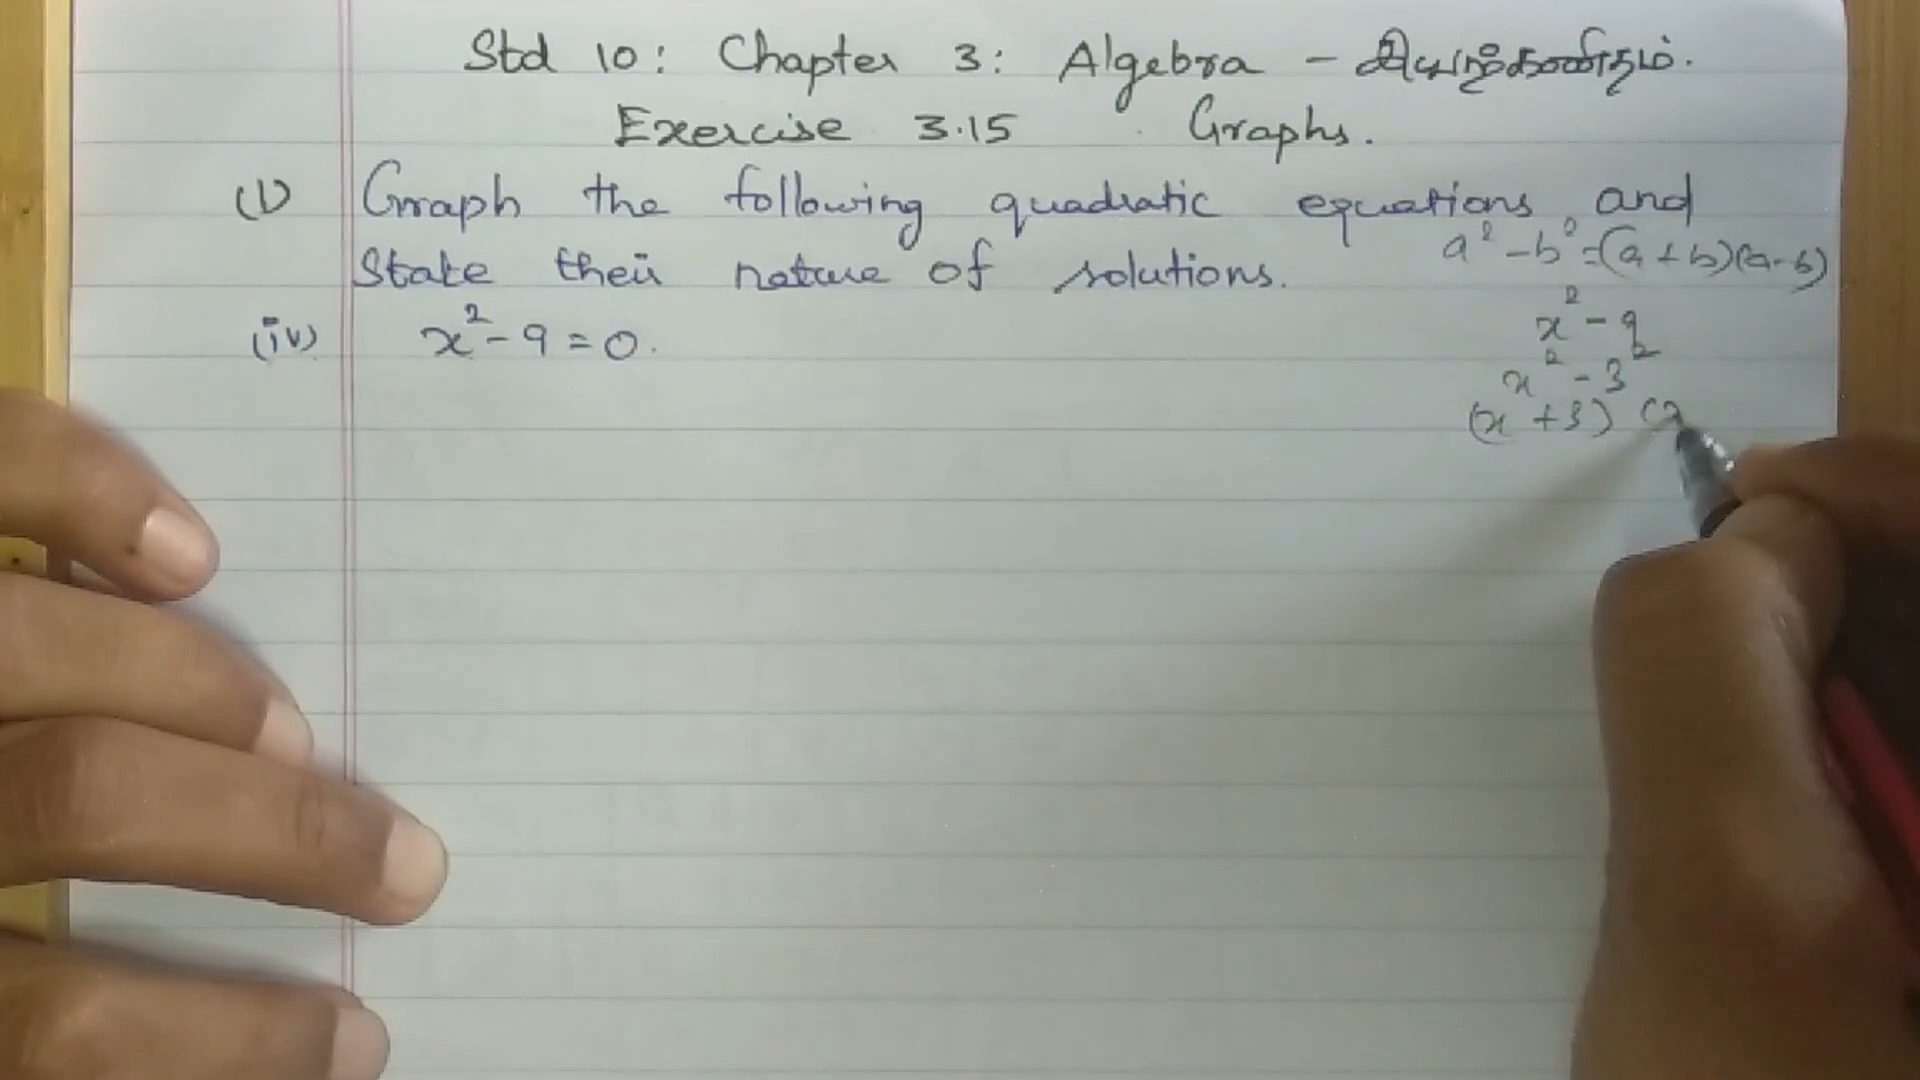 Std 10: Chapter 3: Algebra - இயற்கணிதம்.
Exercise 3.15 Graphs.
(1) Graph the following quadratic equations and
state their nature of solutions.
a² - b² = (a + b)(a - b)
(iv) x² - 9 = 0.
x² - 9
x² - 3²
(x + 3) (x